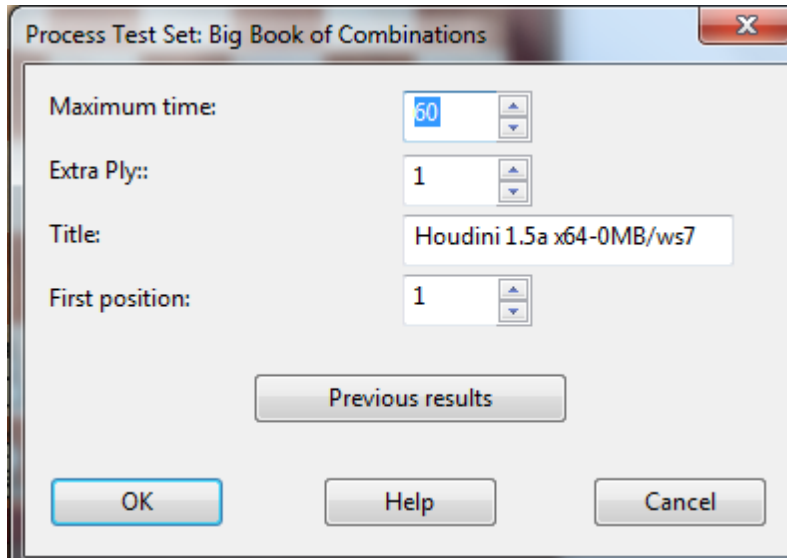 Process Test Set: Big Book of Combinations
Maximum time: 60
Extra Ply:: 1
Title: Houdini 1.5a x64-0MB/ws7
First position: 1
Previous results
OK Help Cancel